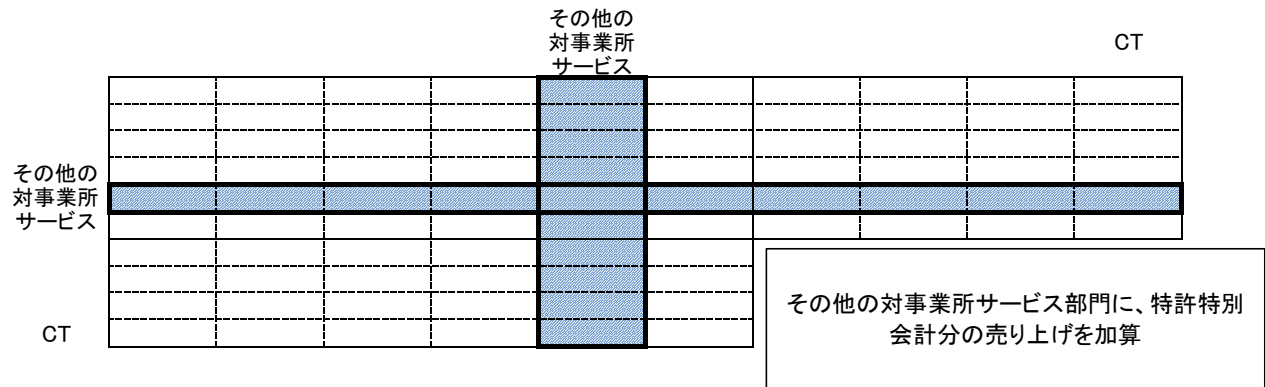 その他の
対事業所
サービス
CT
その他の
対事業所
サービス
CT
その他の対事業所サービス部門に、特許特別
会計分の売り上げを加算